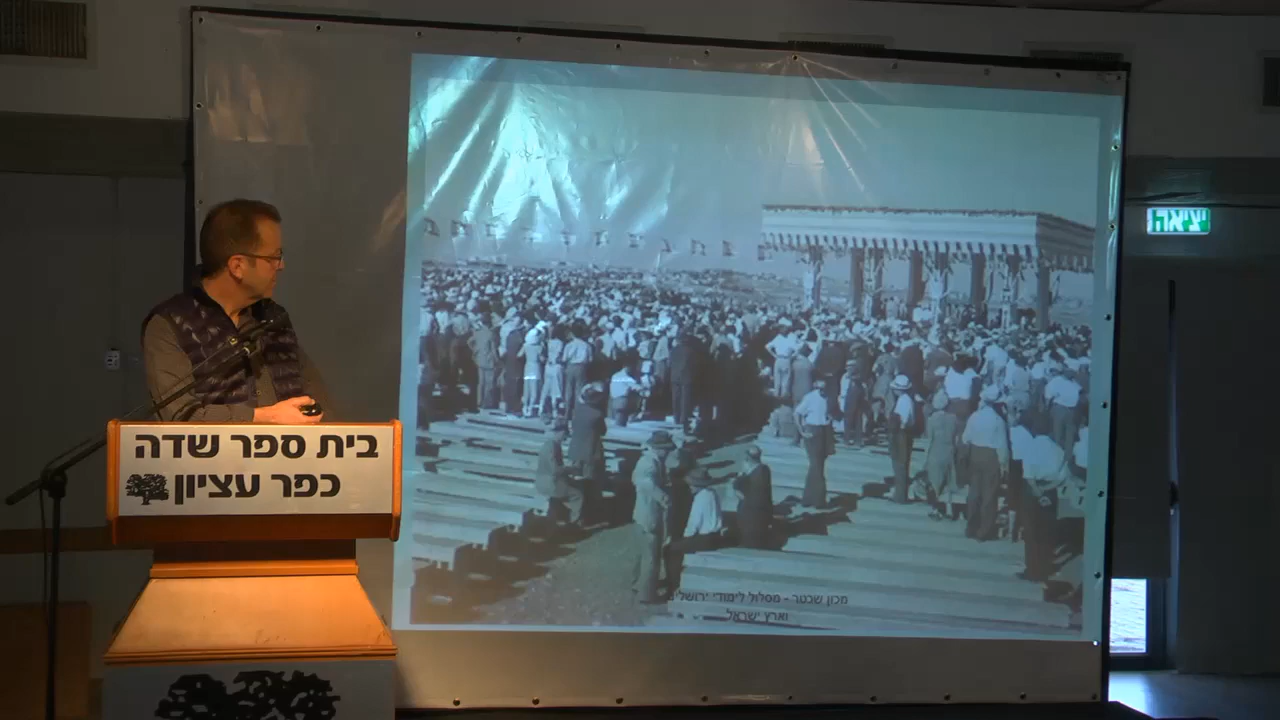 יציאה
בית ספר שדה
כפר עציון
מכון שכטר - מסלול לימודי ירושלים
וארץ ישראל